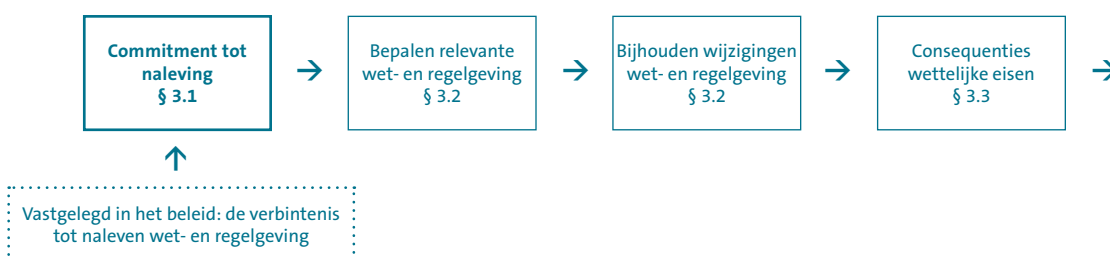 Commitment tot
naleving
§ 3.1
Bepalen relevante
wet- en regelgeving
§ 3.2
Bijhouden wijzigingen
wet- en regelgeving
§ 3.2
Consequenties
wettelijke eisen
§ 3.3
Vastgelegd in het beleid: de verbintenis
tot naleven wet- en regelgeving